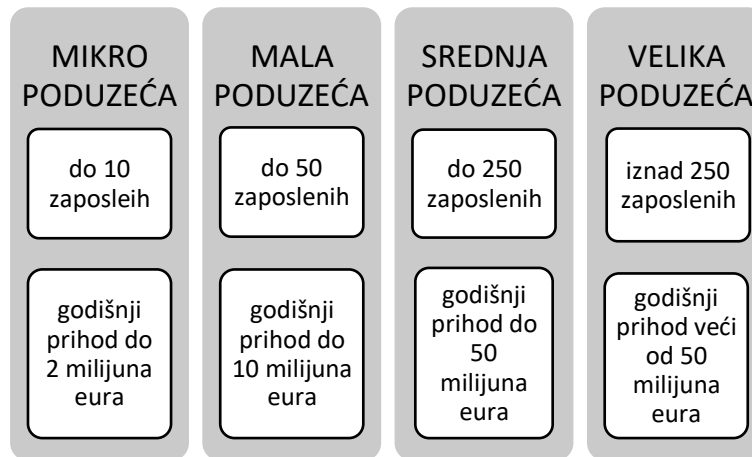 MIKRO
PODUZEĆA
do 10
zaposleih
godišnji
prihod do
2 milijuna
eura
MALA
PODUZEĆA
do 50
zaposlenih
godišnji
prihod do
10 milijuna
eura
SREDNJA
PODUZEĆA
do 250
zaposlenih
godišnji
prihod do
50
milijuna
eura
VELIKA
PODUZEĆA
iznad 250
zaposlenih
godišnji
prihod veći
od 50
milijuna
eura